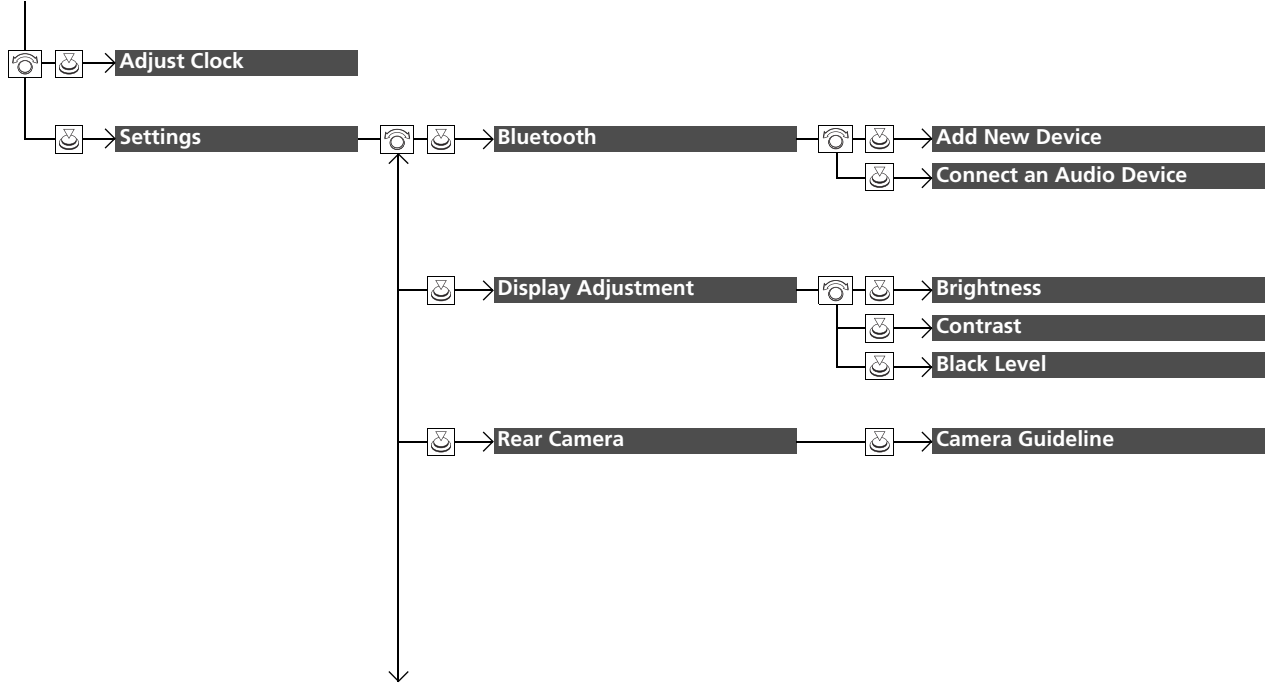 Adjust Clock
Settings
Bluetooth
Add New Device
Connect an Audio Device
Display Adjustment
Brightness
Contrast
Black Level
Rear Camera
Camera Guideline